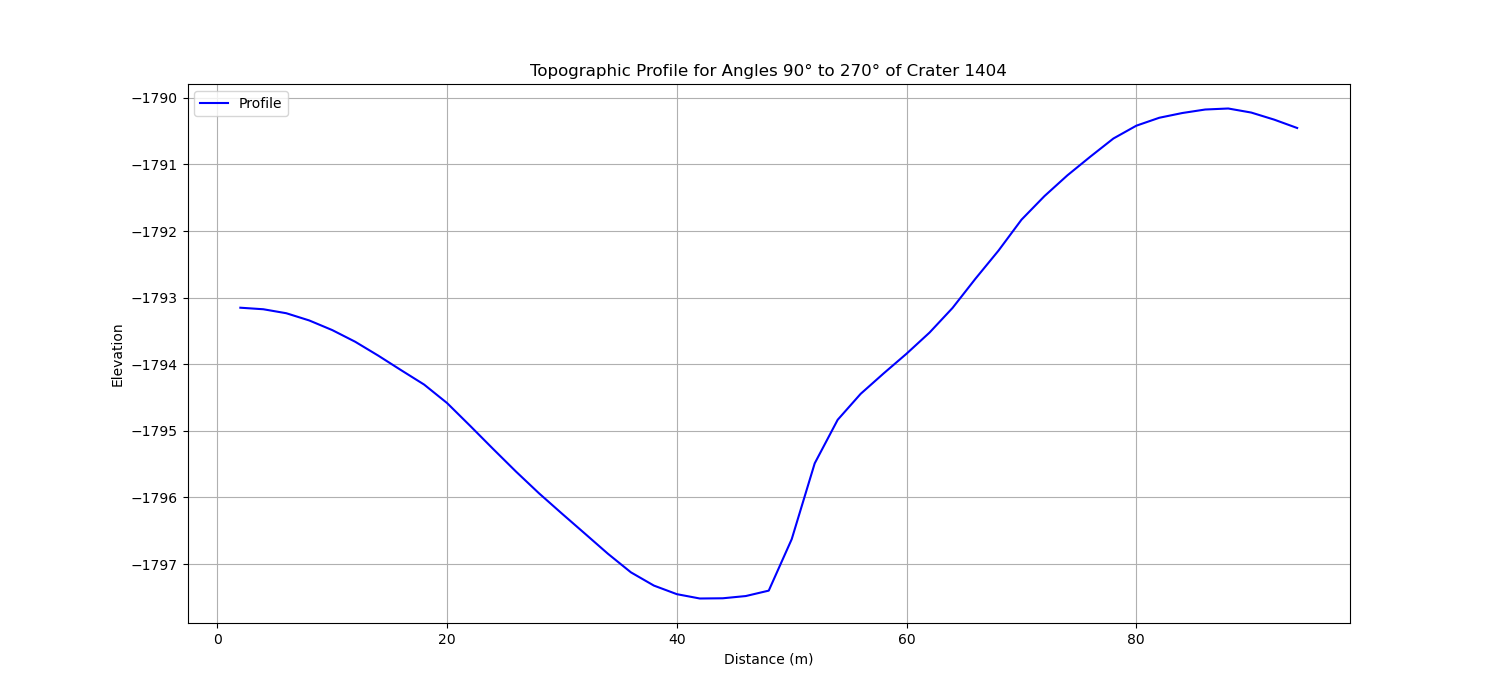 Topographic Profile for Angles 90° to 270° of Crater 1404
Profile
−1790
−1791
−1792
−1793
−1794
−1795
−1796
−1797
Elevation
0 20 40 60 80
Distance (m)